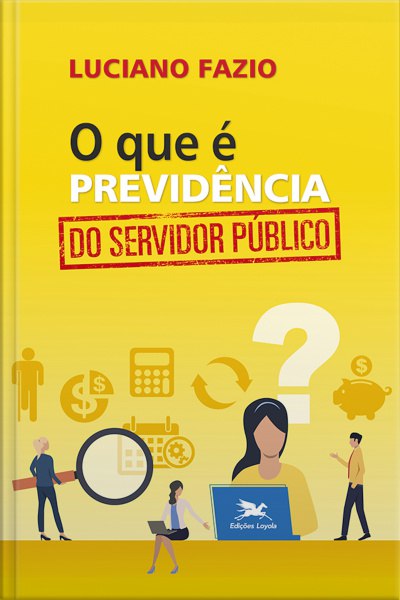 LUCIANO FAZIO
O que é
PREVIDÊNCIA
DO SERVIDOR PÚBLICO
$
$
?
Edições Loyola